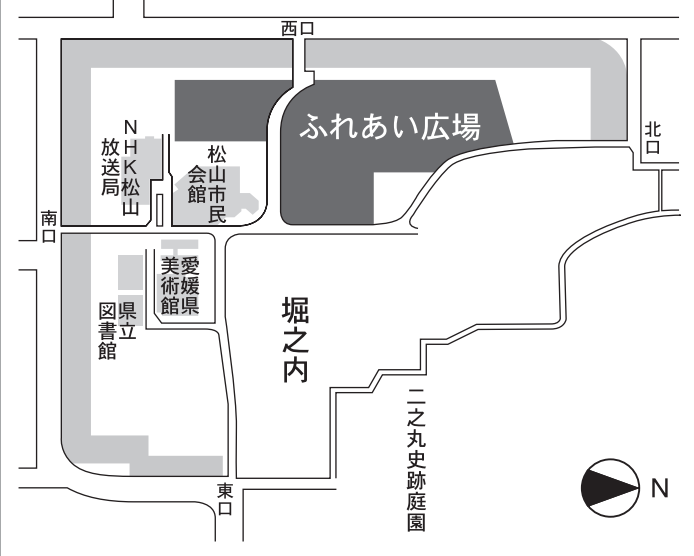 西口
ふれあい広場
北口
NHK松山
放送局
松山市民
会館
南口
愛媛県
美術館
県立
図書館
堀之内
二之丸史跡庭園
東口
N